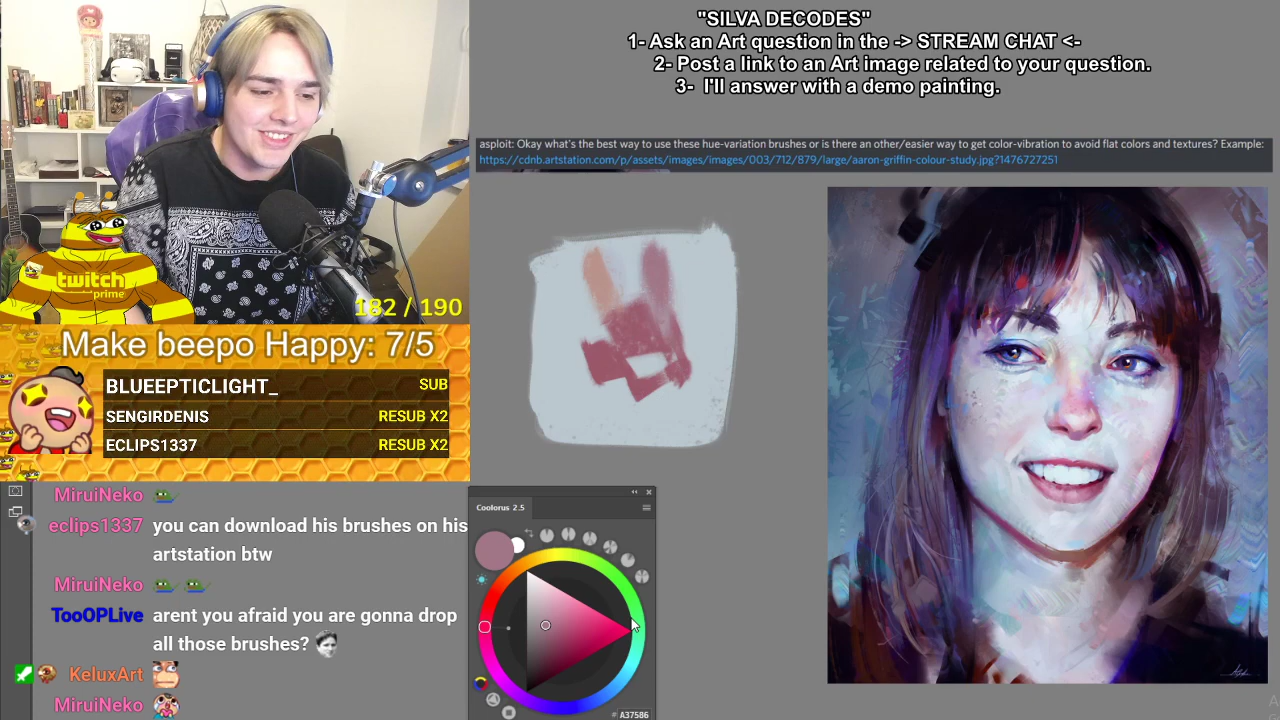 "SILVA DECODES"
1- Ask an Art question in the -> STREAM CHAT <-
2- Post a link to an Art image related to your question.
3- I'll answer with a demo painting.
asploit: Okay what's the best way to use these hue-variation brushes or is there an other/easier way to get color-vibration to avoid flat colors and textures? Example:
https://cdnb.artstation.com/p/assets/images/images/003/712/879/large/aaron-griffin-colour-study.jpg?1476727251
twitch
prime
182 / 190
Make beepo Happy: 7/5
BLUEEPTICLIGHT_ SUB
SENGIRDENIS RESUB X2
ECLIPS1337 RESUB X2
MiruiNeko
eclips1337 you can download his brushes on his
artstation btw
MiruiNeko
TooOPLive arent you afraid you are gonna drop
all those brushes?
KeluxArt
MiruiNeko
Coolorus 2.5
# A37586